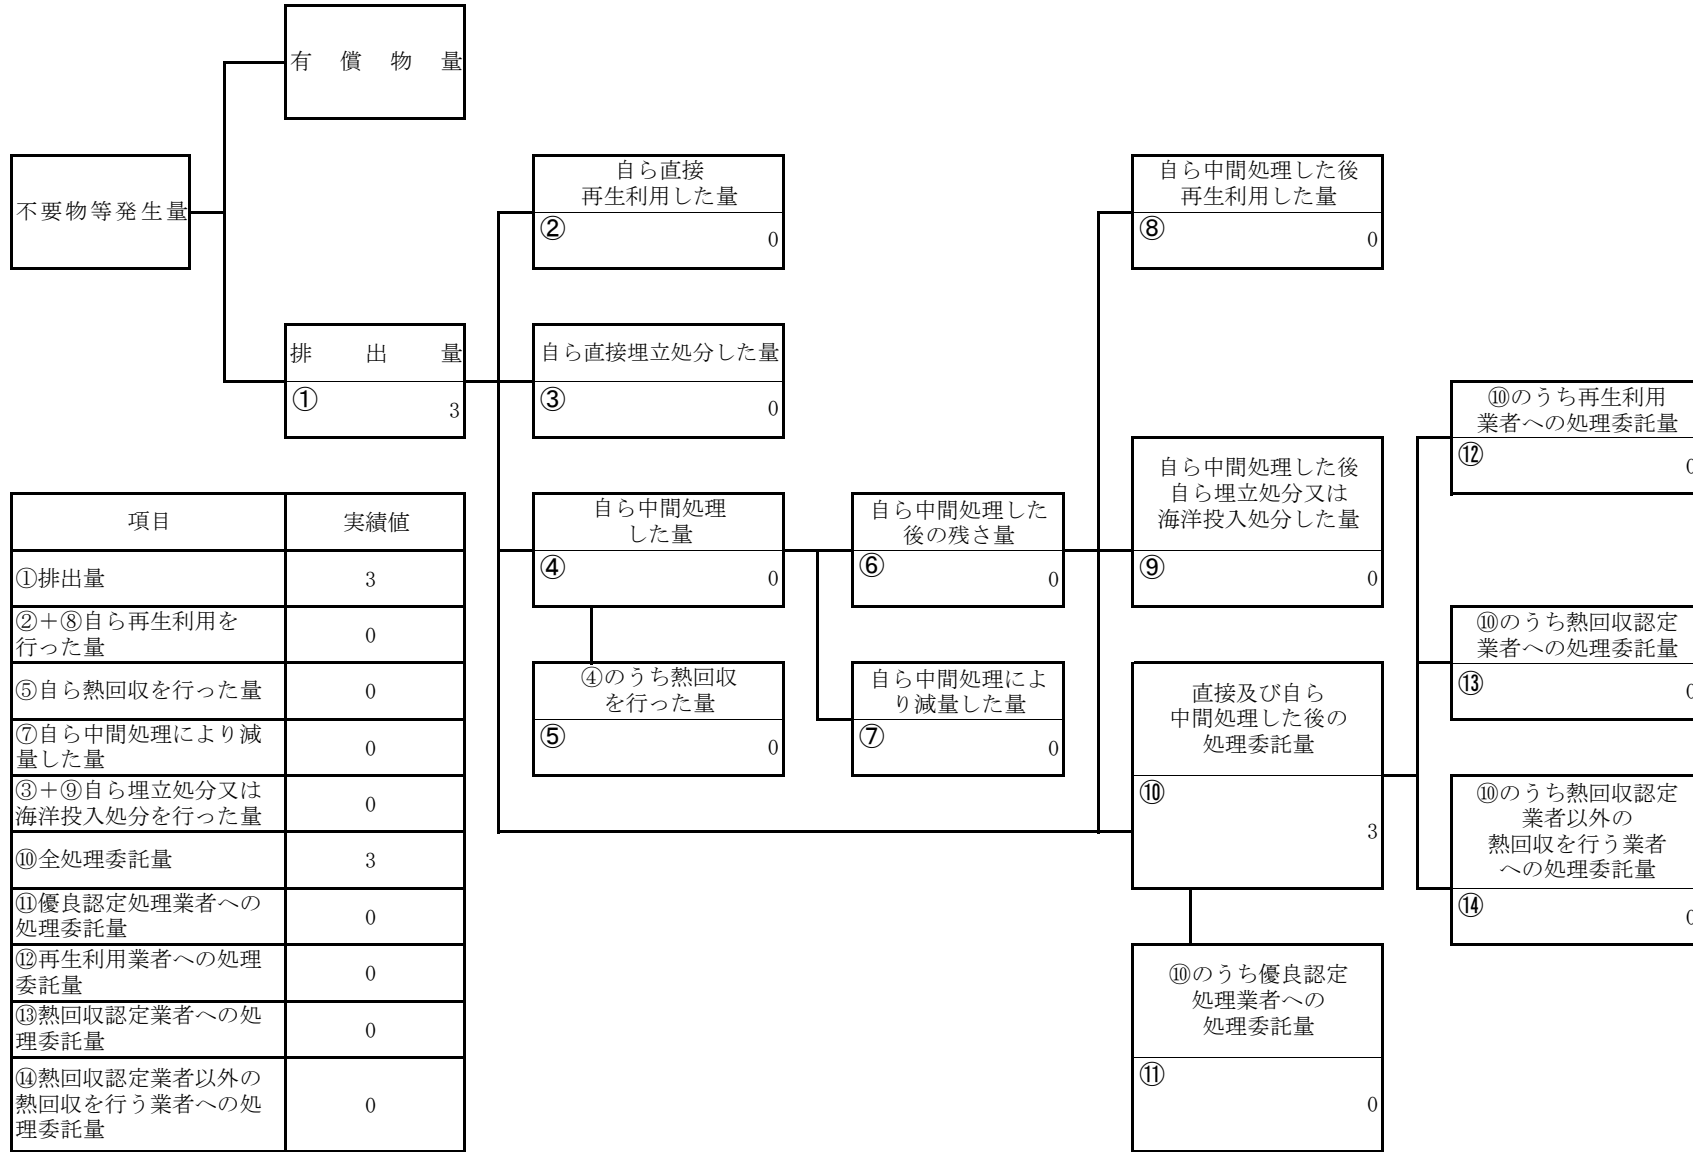 有償物量
不要物等発生量
自ら直接
再生利用した量
②
0
自ら中間処理した後
再生利用した量
⑧
0
排出量
①
3
自ら直接埋立処分した量
③
0
⑩のうち再生利用
業者への処理委託量
⑫
0
自ら中間処理
した量
④
0
自ら中間処理した
後の残さ量
⑥
0
自ら中間処理した後
自ら埋立処分又は
海洋投入処分した量
⑨
0
⑩のうち熱回収認定
業者への処理委託量
⑬
0
④のうち熱回収
を行った量
⑤
0
自ら中間処理によ
り減量した量
⑦
0
直接及び自ら
中間処理した後の
処理委託量
⑩
3
⑩のうち熱回収認定
業者以外の
熱回収を行う業者
への処理委託量
⑭
0
⑩のうち優良認定
処理業者への
処理委託量
⑪
0
項目 実績値
①排出量 3
②＋⑧自ら再生利用を
行った量 0
⑤自ら熱回収を行った量 0
⑦自ら中間処理により減
量した量 0
③＋⑨自ら埋立処分又は
海洋投入処分を行った量 0
⑩全処理委託量 3
⑪優良認定処理業者への
処理委託量 0
⑫再生利用業者への処理
委託量 0
⑬熱回収認定業者への処
理委託量 0
⑭熱回収認定業者以外の
熱回収を行う業者への処
理委託量 0